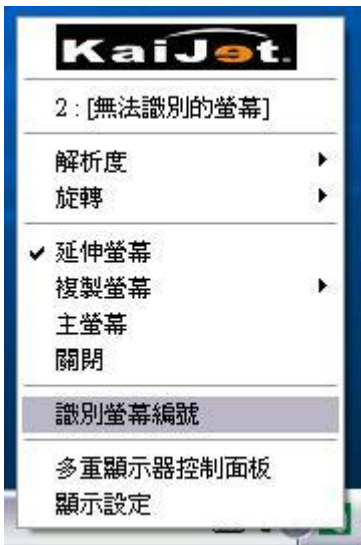 KaiJet.
2 : [無法識別的螢幕]
解析度
旋轉
延伸螢幕
複製螢幕
主螢幕
關閉
識別螢幕編號
多重顯示器控制面板
顯示設定